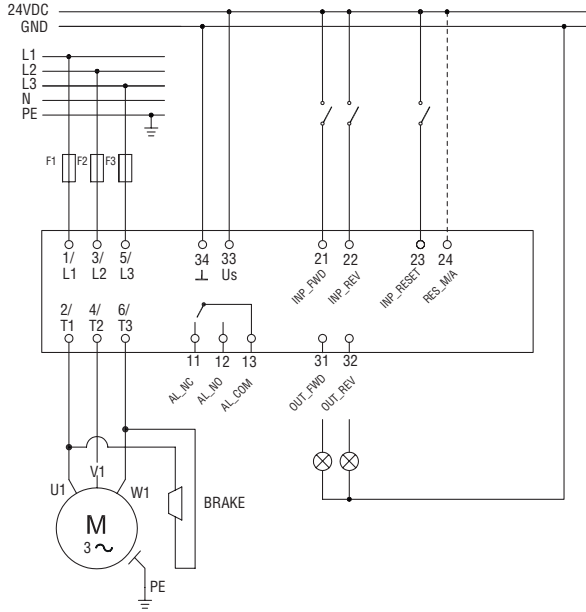 24VDC
GND
L1
L2
L3
N
PE
F1 F2 F3
1/ 3/ 5/ 34 33 21 22 23 24
L1 L2 L3 ⊥ Us
INP_FWD INP_REV INP_RESET RES_M/A
2/ 4/ 6/
T1 T2 T3
11 12 13 31 32
AL_NC AL_NO AL_COM OUT_FWD OUT_REV
V1
U1 W1
BRAKE
M
3 ~
PE